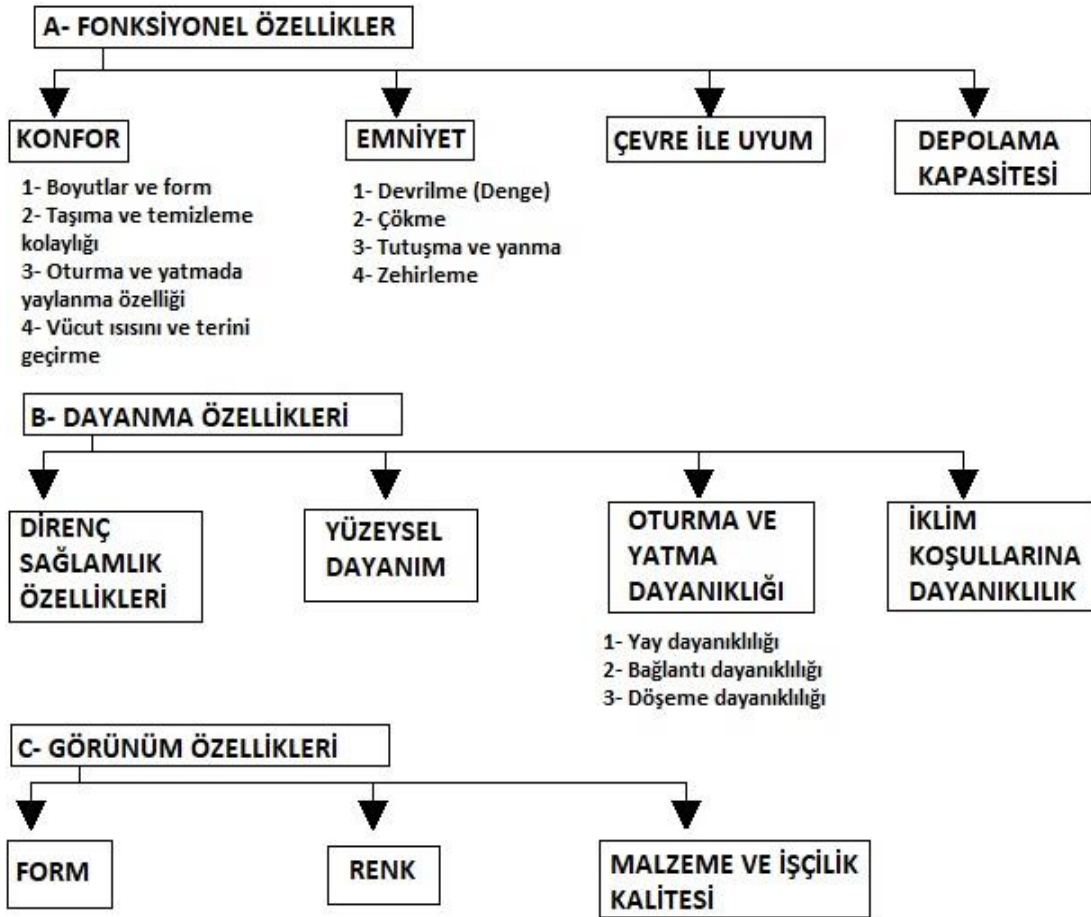 A- FONKSİYONEL ÖZELLİKLER
KONFOR
1- Boyutlar ve form
2- Taşıma ve temizleme
kolaylığı
3- Oturma ve yatmada
yaylanma özelliği
4- Vücut ısısını ve terini
geçirme
EMNİYET
1- Devrilme (Denge)
2- Çökme
3- Tutuşma ve yanma
4- Zehirleme
ÇEVRE İLE UYUM
DEPOLAMA
KAPASİTESİ
B- DAYANMA ÖZELLİKLERİ
DİRENÇ
SAĞLAMLIK
ÖZELLİKLERİ
YÜZEYSEL
DAYANIM
OTURMA VE
YATMA
DAYANIKLIĞI
1- Yay dayanıklılığı
2- Bağlantı dayanıklılığı
3- Döşeme dayanıklılığı
İKLİM
KOŞULLARINA
DAYANIKLILIK
C- GÖRÜNÜM ÖZELLİKLERİ
FORM
RENK
MALZEME VE İŞÇİLİK
KALİTESİ